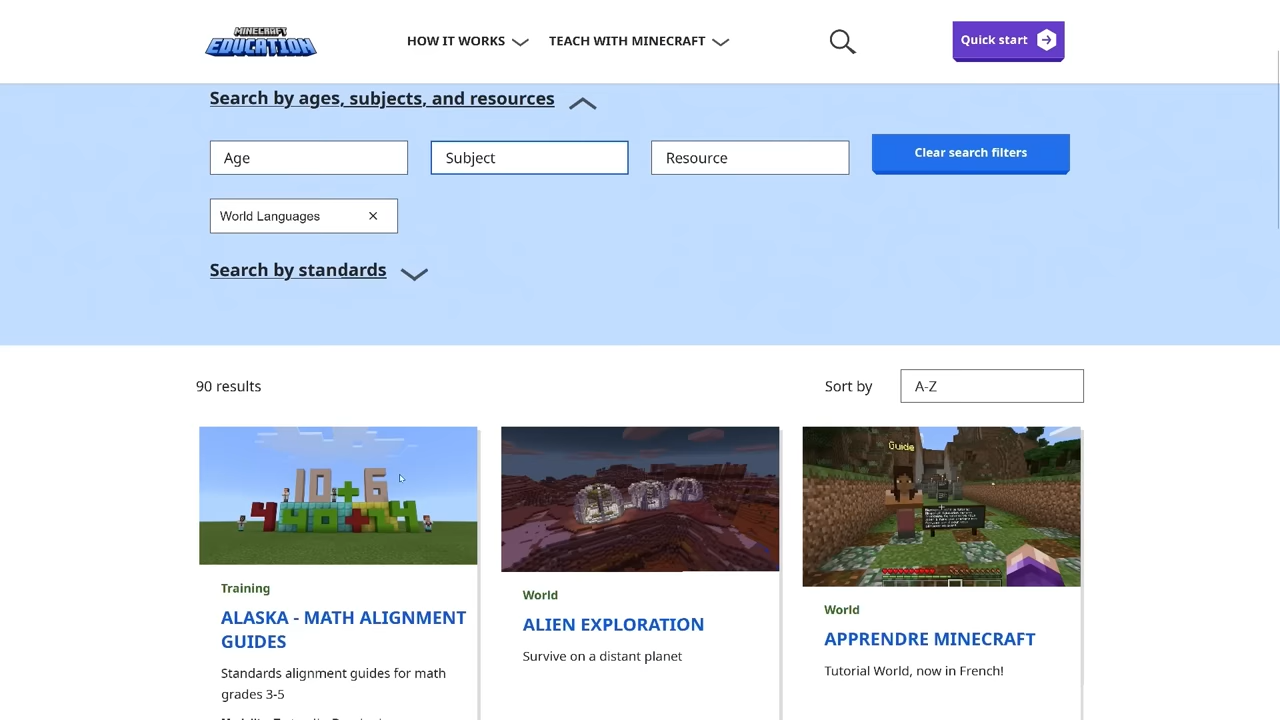 MINECRAFT
EDUCATION
HOW IT WORKS
TEACH WITH MINECRAFT
Quick start
Search by ages, subjects, and resources
Age
Subject
Resource
Clear search filters
World Languages
Search by standards
90 results
Sort by
A-Z
10+6
Guide
Training
ALASKA - MATH ALIGNMENT
GUIDES
Standards alignment guides for math
grades 3-5
World
ALIEN EXPLORATION
Survive on a distant planet
World
APPRENDRE MINECRAFT
Tutorial World, now in French!